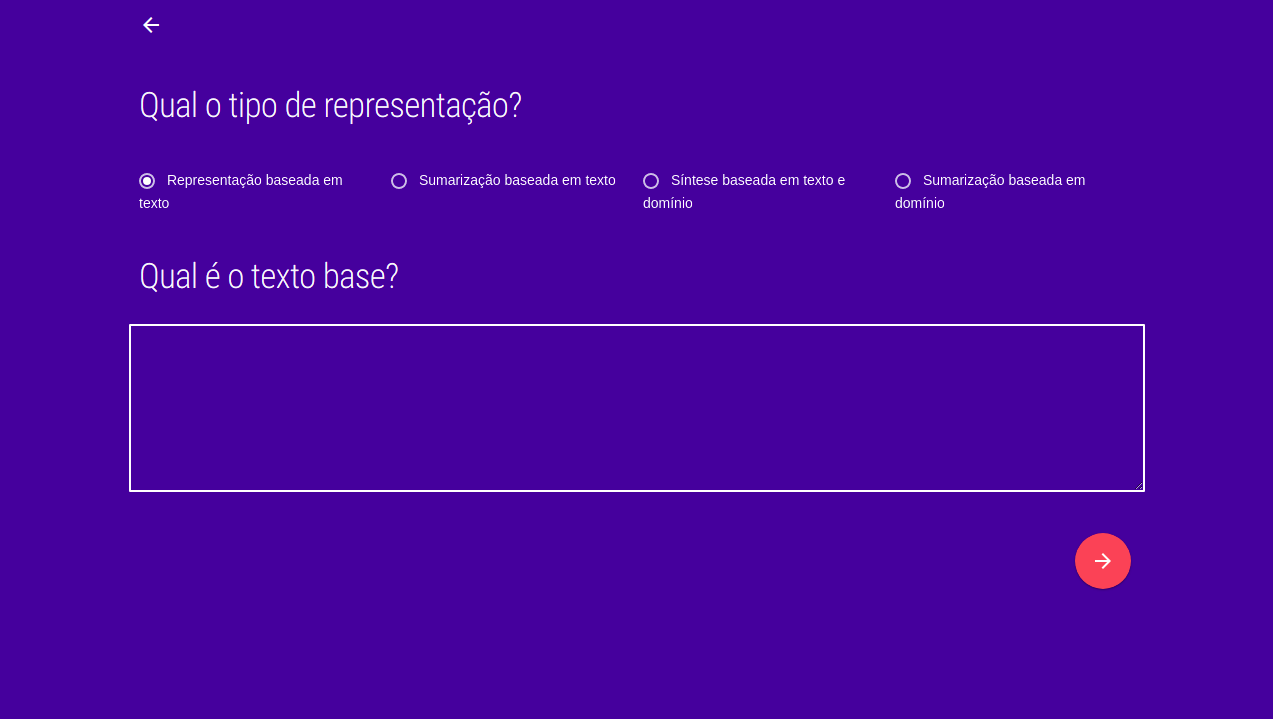 Qual o tipo de representação?
Representação baseada em
texto
Sumarização baseada em texto
Síntese baseada em texto e
domínio
Sumarização baseada em
domínio
Qual é o texto base?